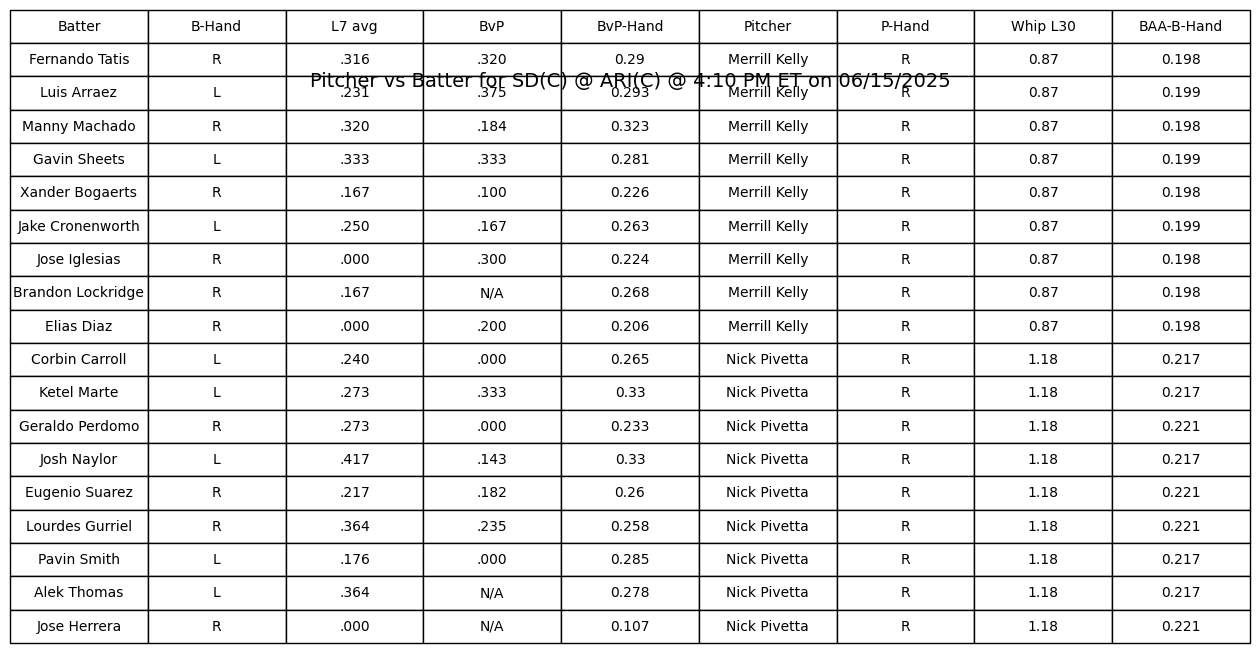 Batter B-Hand L7 avg BvP BvP-Hand Pitcher P-Hand Whip L30 BAA-B-Hand
Fernando Tatis R .316 .320 0.29 Merrill Kelly R 0.87 0.198
Pitcher vs Batter for SD(C) @ ARI(C) @ 4:10 PM ET on 06/15/2025
Luis Arraez L .231 .375 0.293 Merrill Kelly R 0.87 0.199
Manny Machado R .320 .184 0.323 Merrill Kelly R 0.87 0.198
Gavin Sheets L .333 .333 0.281 Merrill Kelly R 0.87 0.199
Xander Bogaerts R .167 .100 0.226 Merrill Kelly R 0.87 0.198
Jake Cronenworth L .250 .167 0.263 Merrill Kelly R 0.87 0.199
Jose Iglesias R .000 .300 0.224 Merrill Kelly R 0.87 0.198
Brandon Lockridge R .167 N/A 0.268 Merrill Kelly R 0.87 0.198
Elias Diaz R .000 .200 0.206 Merrill Kelly R 0.87 0.198
Corbin Carroll L .240 .000 0.265 Nick Pivetta R 1.18 0.217
Ketel Marte L .273 .333 0.33 Nick Pivetta R 1.18 0.217
Geraldo Perdomo R .273 .000 0.233 Nick Pivetta R 1.18 0.221
Josh Naylor L .417 .143 0.33 Nick Pivetta R 1.18 0.217
Eugenio Suarez R .217 .182 0.26 Nick Pivetta R 1.18 0.221
Lourdes Gurriel R .364 .235 0.258 Nick Pivetta R 1.18 0.221
Pavin Smith L .176 .000 0.285 Nick Pivetta R 1.18 0.217
Alek Thomas L .364 N/A 0.278 Nick Pivetta R 1.18 0.217
Jose Herrera R .000 N/A 0.107 Nick Pivetta R 1.18 0.221